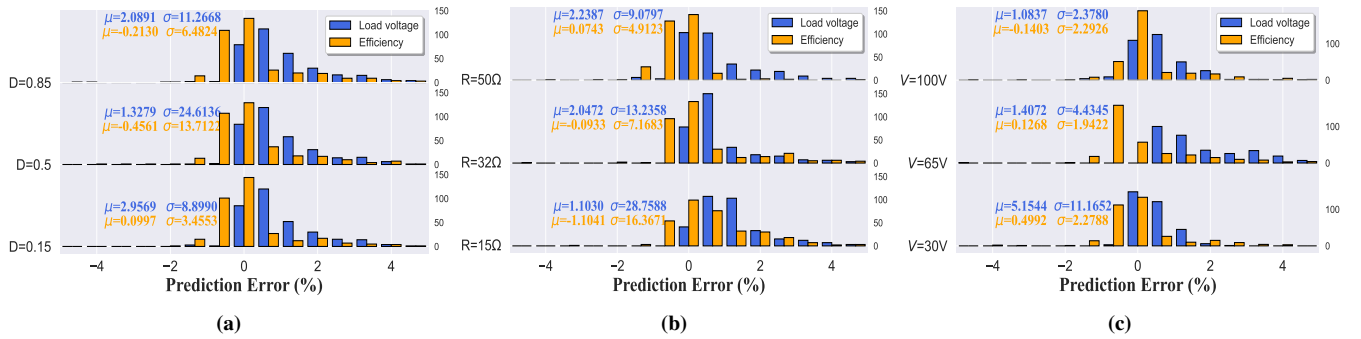 μ=2.0891 σ=11.2668
μ=-0.2130 σ=6.4824
Load voltage
Efficiency
150
100
50
0
D=0.85
μ=1.3279 σ=24.6136
μ=-0.4561 σ=13.7122
150
100
50
0
D=0.5
μ=2.9569 σ=8.8990
μ=0.0997 σ=3.4553
150
100
50
0
D=0.15
−4 −2 0 2 4
Prediction Error (%)
(a)
μ=2.2387 σ=9.0797
μ=0.0743 σ=4.9123
Load voltage
Efficiency
150
100
50
0
R=50Ω
μ=2.0472 σ=13.2358
μ=-0.0933 σ=7.1683
150
100
50
0
R=32Ω
μ=1.1030 σ=28.7588
μ=-1.1041 σ=16.3671
150
100
50
0
R=15Ω
−4 −2 0 2 4
Prediction Error (%)
(b)
μ=1.0837 σ=2.3780
μ=-0.1403 σ=2.2926
Load voltage
Efficiency
100
0
V=100V
μ=1.4072 σ=4.4345
μ=0.1268 σ=1.9422
100
0
V=65V
μ=5.1544 σ=11.1652
μ=0.4992 σ=2.2788
100
0
V=30V
−4 −2 0 2 4
Prediction Error (%)
(c)